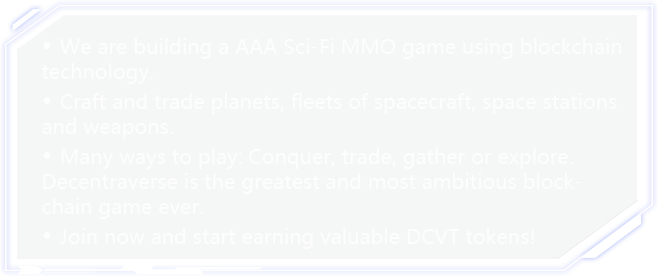 • We are building a AAA Sci-Fi MMO game using blockchain
technology.
• Craft and trade planets, fleets of spacecraft, space stations
and weapons.
• Many ways to play: Conquer, trade, gather or explore.
Decentraverse is the greatest and most ambitious block-
chain game ever.
• Join now and start earning valuable DCVT tokens!